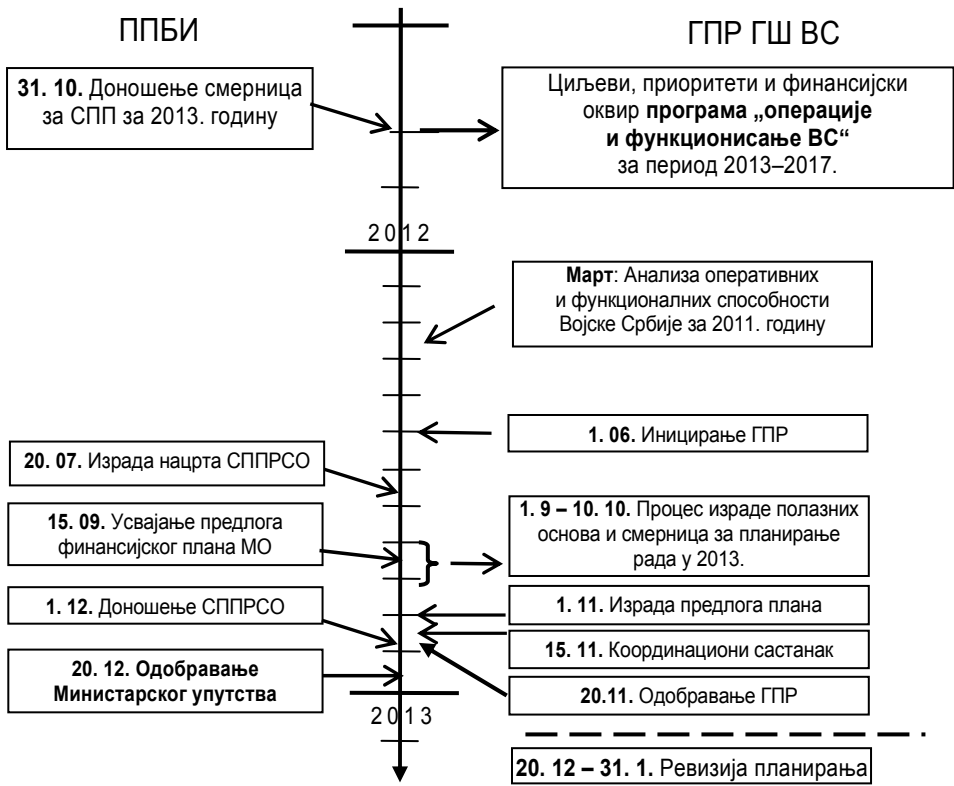 ППБИ
ГПР ГШ ВС
31. 10. Доношење смерница
за СПП за 2013. годину
Циљеви, приоритети и финансијски
оквир програма „операције
и функционисање ВС“
за период 2013–2017.
2012
Март: Анализа оперативних
и функционалних способности
Војске Србије за 2011. годину
1. 06. Иницирање ГПР
20. 07. Израда нацрта СППРСО
15. 09. Усвајање предлога
финансијског плана МО
1. 9 – 10. 10. Процес израде полазних
основа и смерница за планирање
рада у 2013.
1. 12. Доношење СППРСО
1. 11. Израда предлога плана
15. 11. Координациони састанак
20. 12. Одобравање
Министарског упутства
20.11. Одобравање ГПР
2013
20. 12 – 31. 1. Ревизија планирања